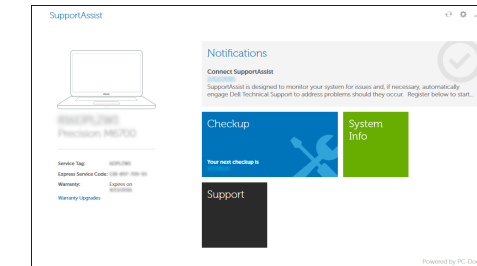 SupportAssist
Notifications
Connect SupportAssist
SupportAssist is designed to monitor your system for issues and, if necessary, automatically
engage Dell Technical Support to address problems should they occur. Register below to start...
Checkup
Your next checkup is
System
Info
Support
Precision M6700
Service Tag:
Express Service Code:
Warranty: Expires on
Warranty Upgrades
Powered by PC-Doc